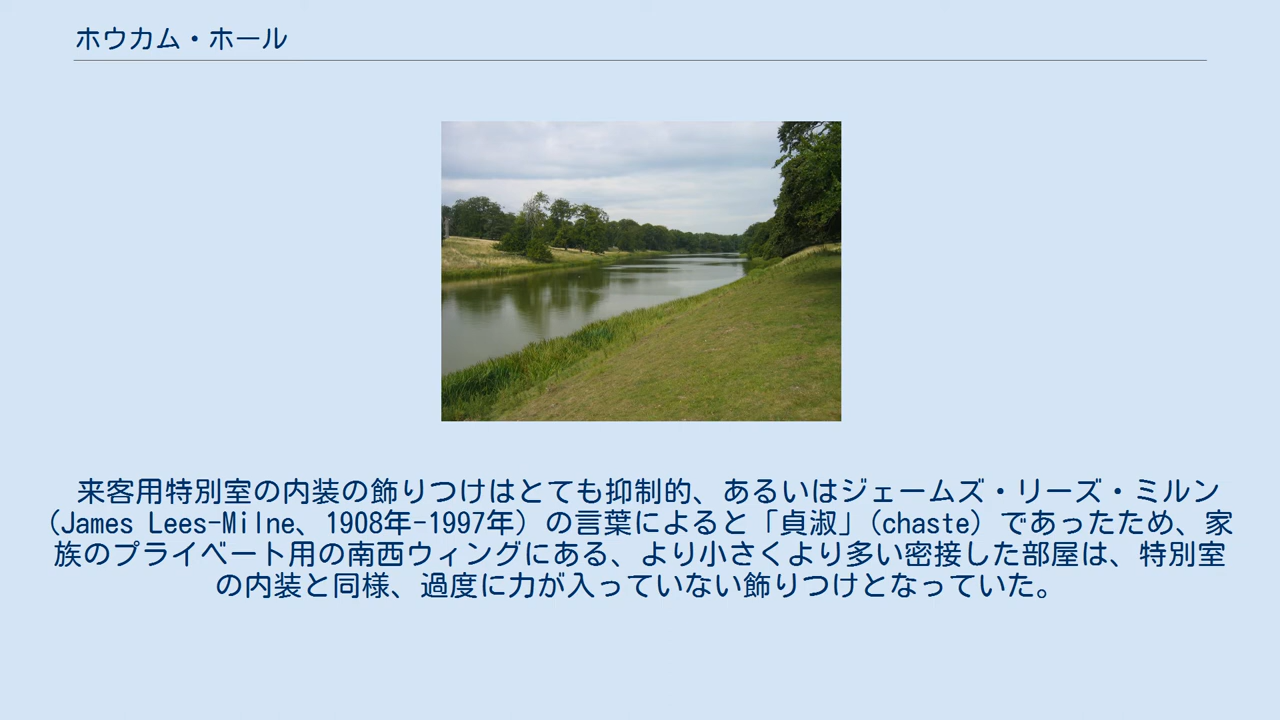 ホウカム・ホール
来客用特別室の内装の飾りつけはとても抑制的、あるいはジェームズ・リーズ・ミルン
(James Lees-Milne、1908年-1997年) の言葉によると「貞淑」(chaste) であったため、家
族のプライベート用の南西ウィングにある、より小さくより多い密接した部屋は、特別室
の内装と同様、過度に力が入っていない飾りつけとなっていた。